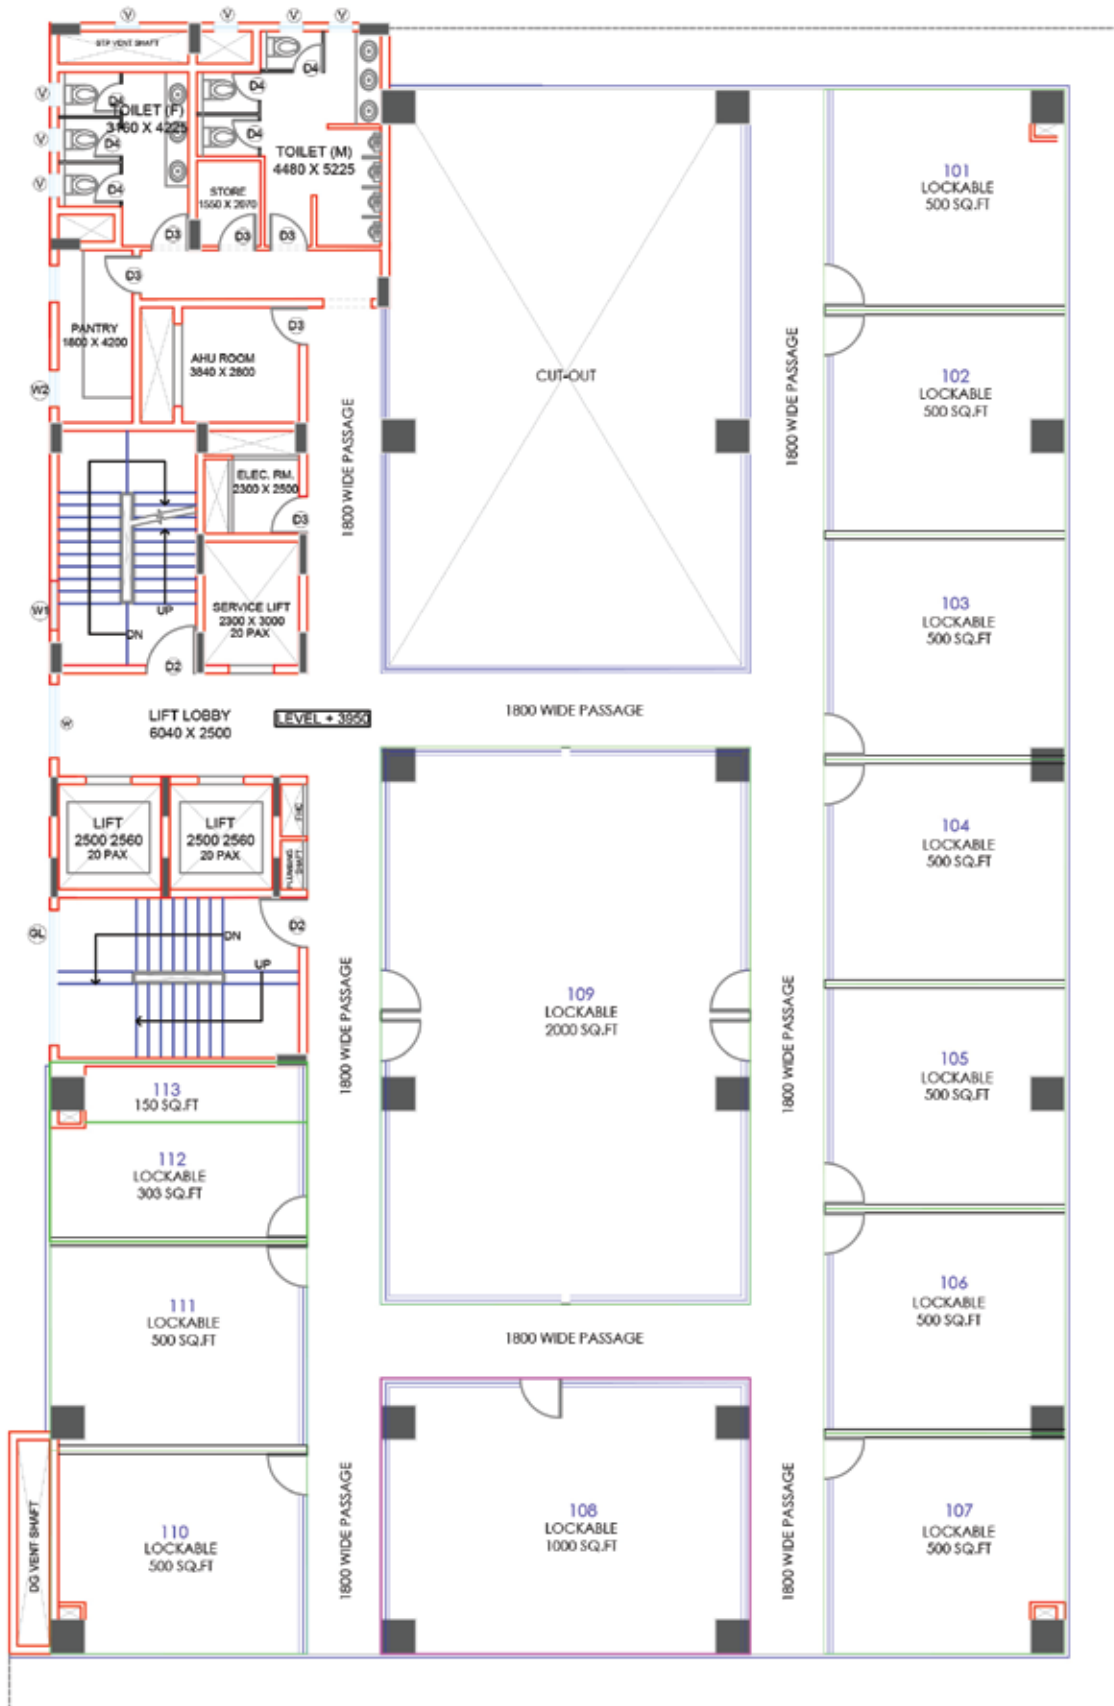 V
V
V
V
STP VENT SHAFT
D4
V
D4
D4
TOILET (F)
3160 X 4225
V
D4
D4
TOILET (M)
4480 X 5225
V
D4
STORE
1550 X 2070
D3
D3
D3
D3
PANTRY
1800 X 4200
AHU ROOM
3840 X 2800
D3
W2
CUT-OUT
1800 WIDE PASSAGE
1800 WIDE PASSAGE
101
LOCKABLE
500 SQ.FT
102
LOCKABLE
500 SQ.FT
ELEC. RM.
2300 X 2500
D3
W1
UP
DN
SERVICE LIFT
2300 X 3000
20 PAX
D2
103
LOCKABLE
500 SQ.FT
W
LIFT LOBBY
6040 X 2500
LEVEL + 3950
1800 WIDE PASSAGE
LIFT
2500 2560
20 PAX
LIFT
2500 2560
20 PAX
FHC
PLUMBING
SHAFT
104
LOCKABLE
500 SQ.FT
GL
DN
UP
D2
1800 WIDE PASSAGE
109
LOCKABLE
2000 SQ.FT
1800 WIDE PASSAGE
105
LOCKABLE
500 SQ.FT
113
150 SQ.FT
112
LOCKABLE
303 SQ.FT
111
LOCKABLE
500 SQ.FT
106
LOCKABLE
500 SQ.FT
1800 WIDE PASSAGE
DG VENT SHAFT
110
LOCKABLE
500 SQ.FT
1800 WIDE PASSAGE
108
LOCKABLE
1000 SQ.FT
1800 WIDE PASSAGE
107
LOCKABLE
500 SQ.FT